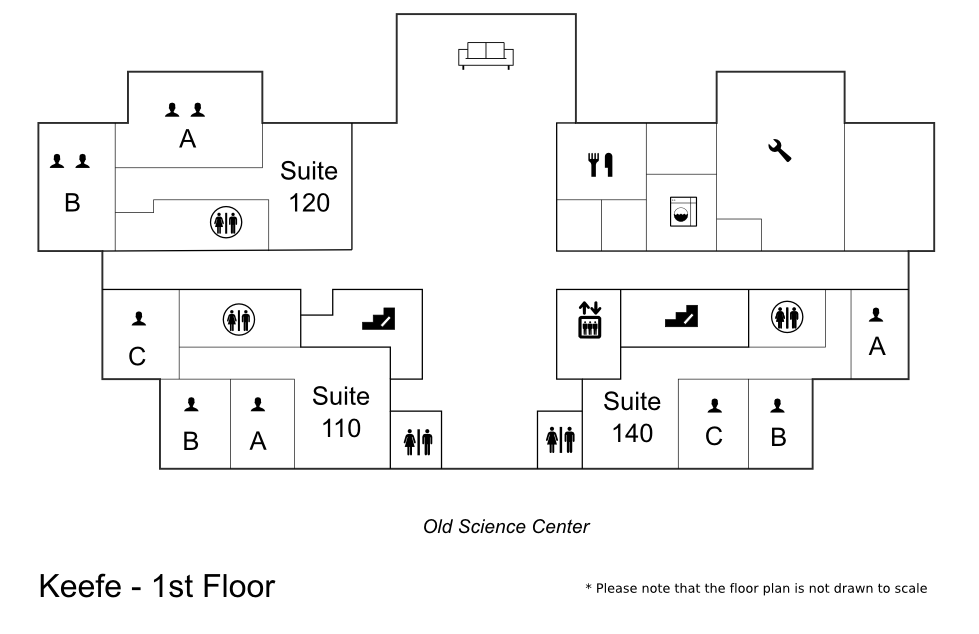 A
B
Suite
120
C
A
B
A
Suite
110
Suite
140
C
B
Old Science Center
Keefe - 1st Floor
* Please note that the floor plan is not drawn to scale